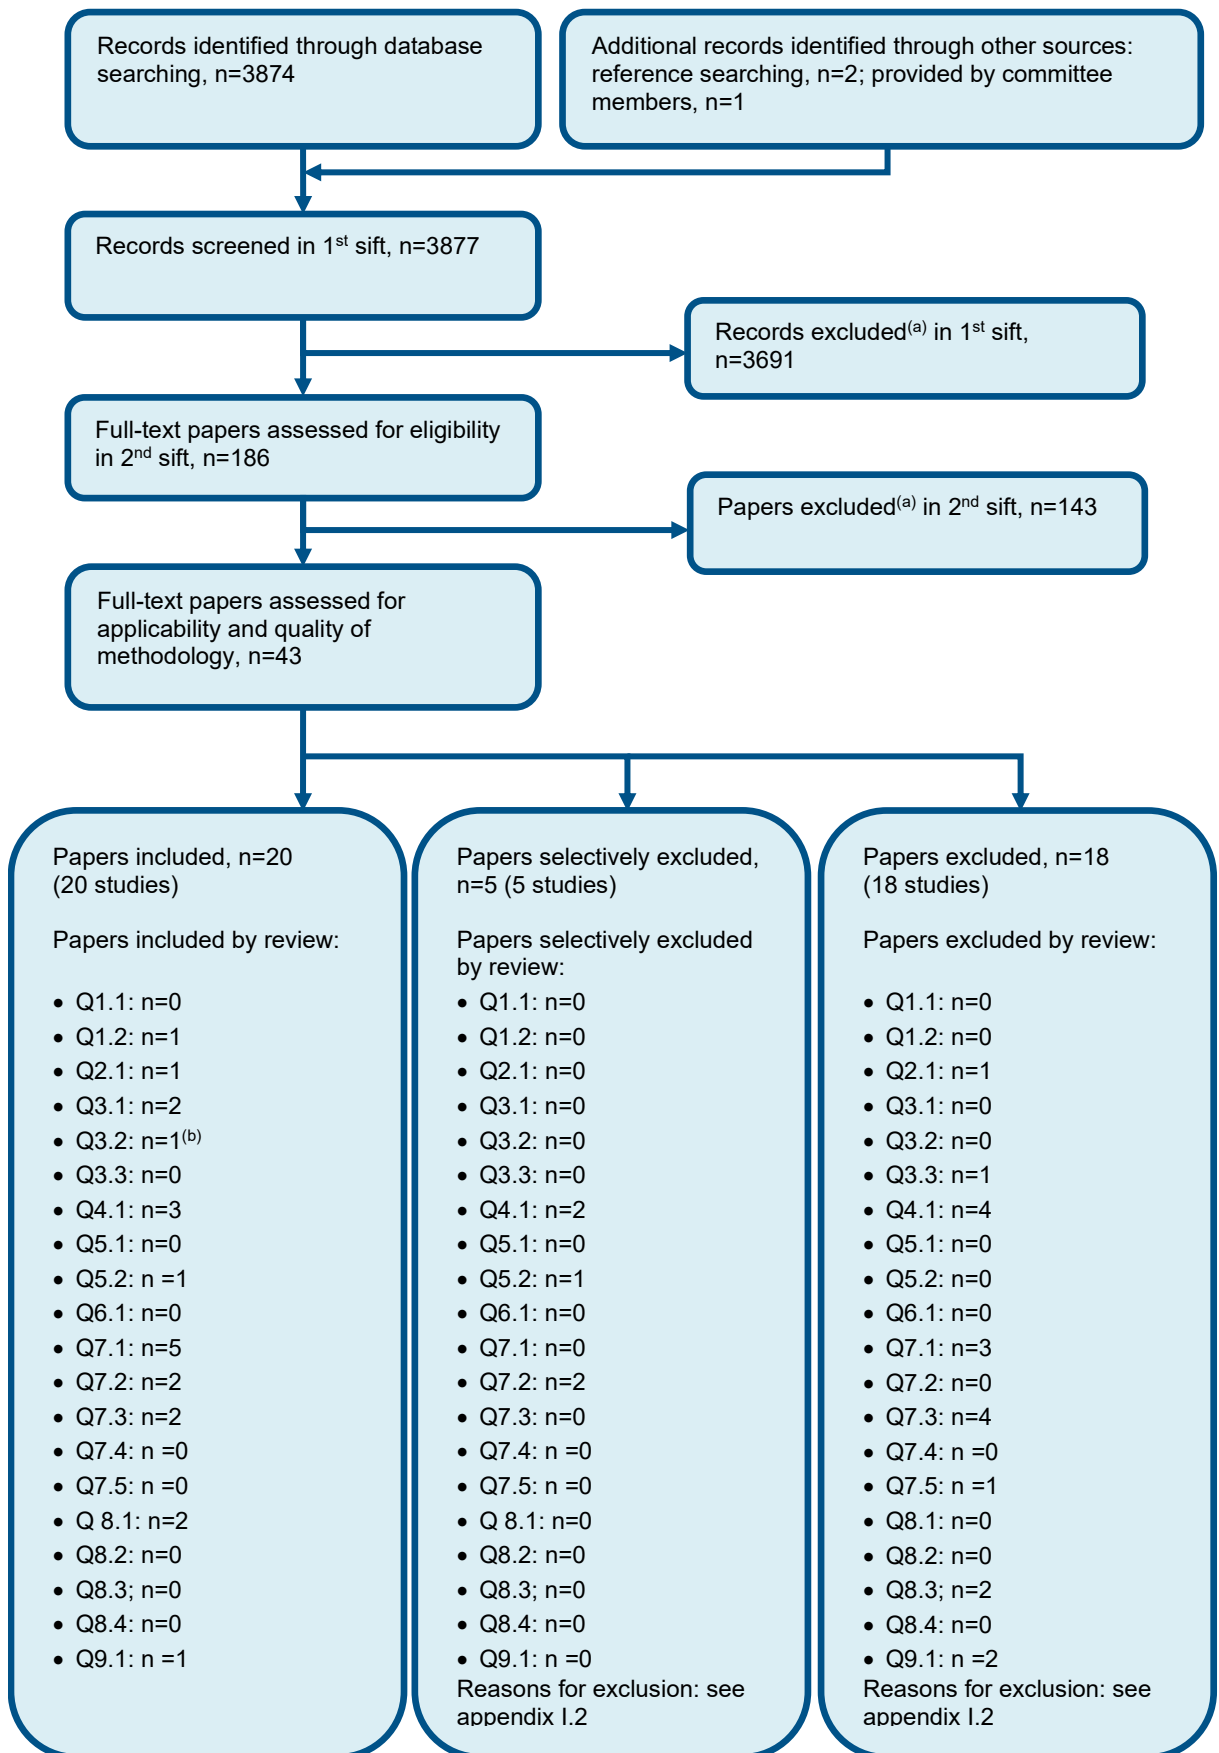 Records identified through database
searching, n=3874
Additional records identified through other sources:
reference searching, n=2; provided by committee
members, n=1
Records screened in 1st sift, n=3877
Records excluded(a) in 1st sift,
n=3691
Full-text papers assessed for eligibility
in 2nd sift, n=186
Papers excluded(a) in 2nd sift, n=143
Full-text papers assessed for
applicability and quality of
methodology, n=43
Papers included, n=20
(20 studies)
Papers included by review:
• Q1.1: n=0
• Q1.2: n=1
• Q2.1: n=1
• Q3.1: n=2
• Q3.2: n=1(b)
• Q3.3: n=0
• Q4.1: n=3
• Q5.1: n=0
• Q5.2: n =1
• Q6.1: n=0
• Q7.1: n=5
• Q7.2: n=2
• Q7.3: n=2
• Q7.4: n =0
• Q7.5: n =0
• Q 8.1: n=2
• Q8.2: n=0
• Q8.3; n=0
• Q8.4: n=0
• Q9.1: n =1
Papers selectively excluded,
n=5 (5 studies)
Papers selectively excluded
by review:
• Q1.1: n=0
• Q1.2: n=0
• Q2.1: n=0
• Q3.1: n=0
• Q3.2: n=0
• Q3.3: n=0
• Q4.1: n=2
• Q5.1: n=0
• Q5.2: n=1
• Q6.1: n=0
• Q7.1: n=0
• Q7.2: n=2
• Q7.3: n=0
• Q7.4: n =0
• Q7.5: n =0
• Q 8.1: n=0
• Q8.2: n=0
• Q8.3; n=0
• Q8.4: n=0
• Q9.1: n =0
Reasons for exclusion: see
appendix I.2
Papers excluded, n=18
(18 studies)
Papers excluded by review:
• Q1.1: n=0
• Q1.2: n=0
• Q2.1: n=1
• Q3.1: n=0
• Q3.2: n=0
• Q3.3: n=1
• Q4.1: n=4
• Q5.1: n=0
• Q5.2: n=0
• Q6.1: n=0
• Q7.1: n=3
• Q7.2: n=0
• Q7.3: n=4
• Q7.4: n =0
• Q7.5: n =1
• Q8.1: n=0
• Q8.2: n=0
• Q8.3; n=2
• Q8.4: n=0
• Q9.1: n =2
Reasons for exclusion: see
appendix I.2